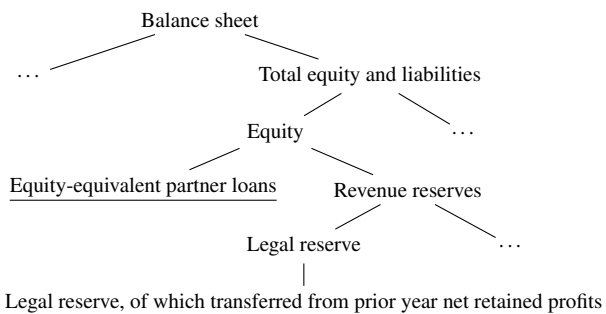 Balance sheet
... Total equity and liabilities
Equity ...
Equity-equivalent partner loans Revenue reserves
Legal reserve ...
Legal reserve, of which transferred from prior year net retained profits